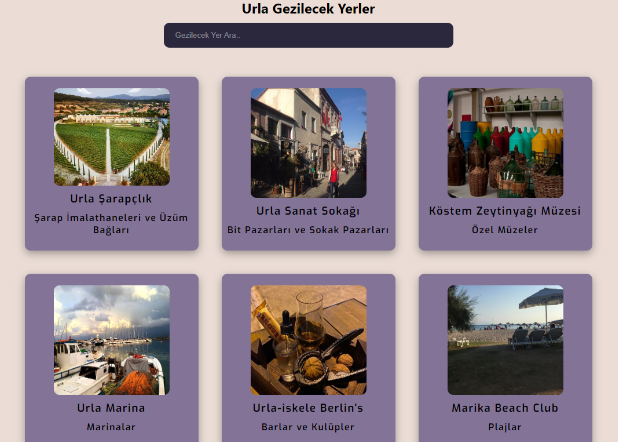 Urla Gezilecek Yerler
Gezilecek Yer Ara..
Urla Şarapçlık
Şarap İmalathaneleri ve Üzüm
Bağları
Urla Sanat Sokağı
Bit Pazarları ve Sokak Pazarları
Köstem Zeytinyağı Müzesi
Özel Müzeler
Urla Marina
Marinalar
Urla-iskele Berlin's
Barlar ve Kulüpler
Marika Beach Club
Plajlar